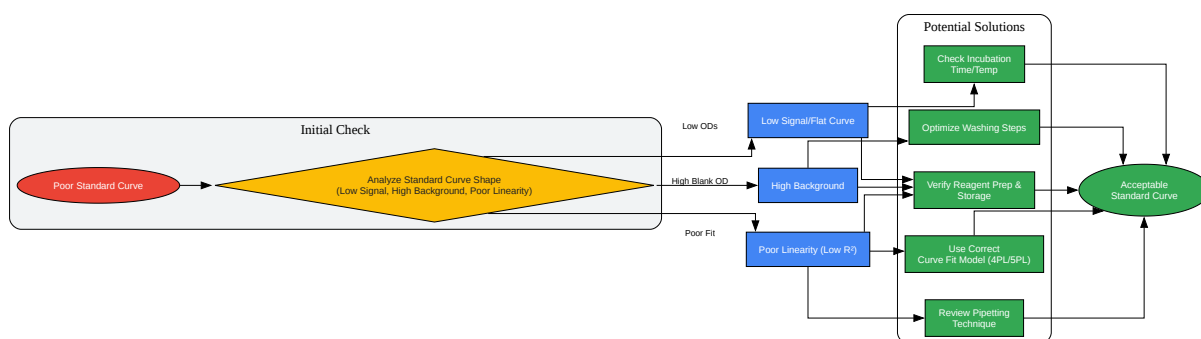 Initial Check
Poor Standard Curve
Analyze Standard Curve Shape
(Low Signal, High Background, Poor Linearity)
Low ODs
High Blank OD
Poor Fit
Low Signal/Flat Curve
High Background
Poor Linearity (Low R²)
Potential Solutions
Check Incubation
Time/Temp
Optimize Washing Steps
Verify Reagent Prep &
Storage
Use Correct
Curve Fit Model (4PL/5PL)
Review Pipetting
Technique
Acceptable
Standard Curve